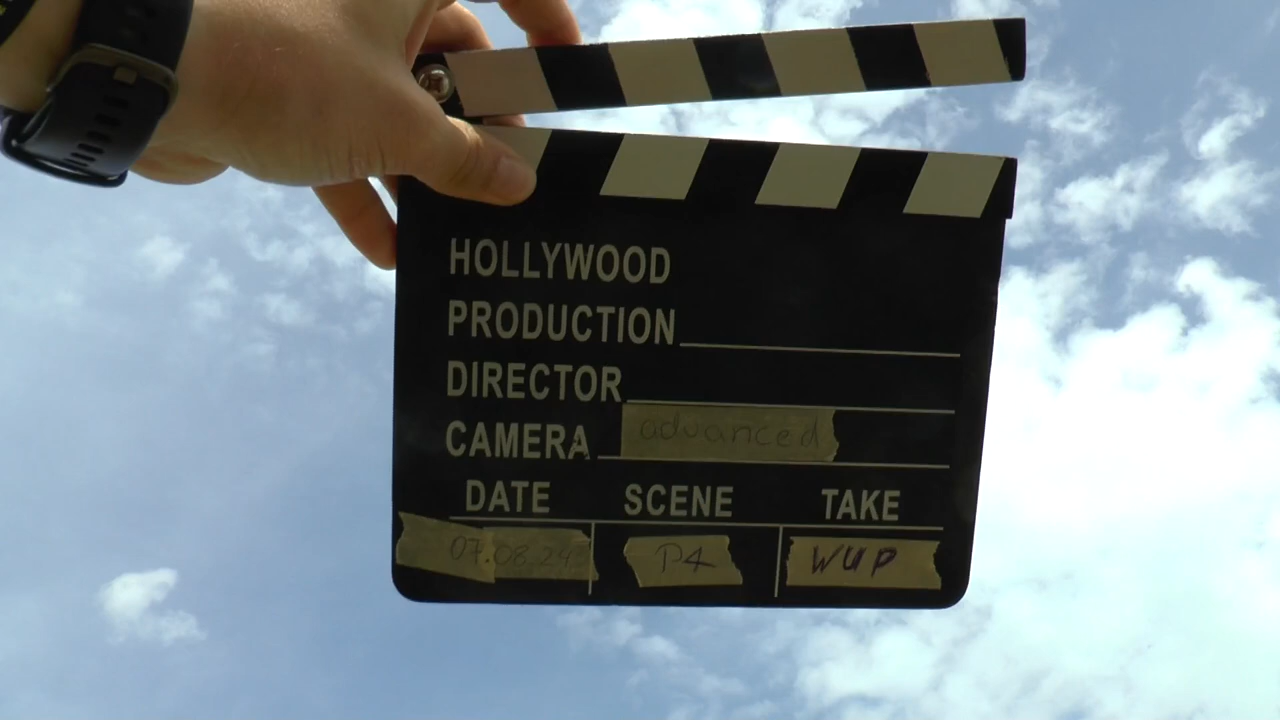 HOLLYWOOD
PRODUCTION
DIRECTOR
CAMERA advanced
DATE SCENE TAKE
07.08.24 P4 WUP